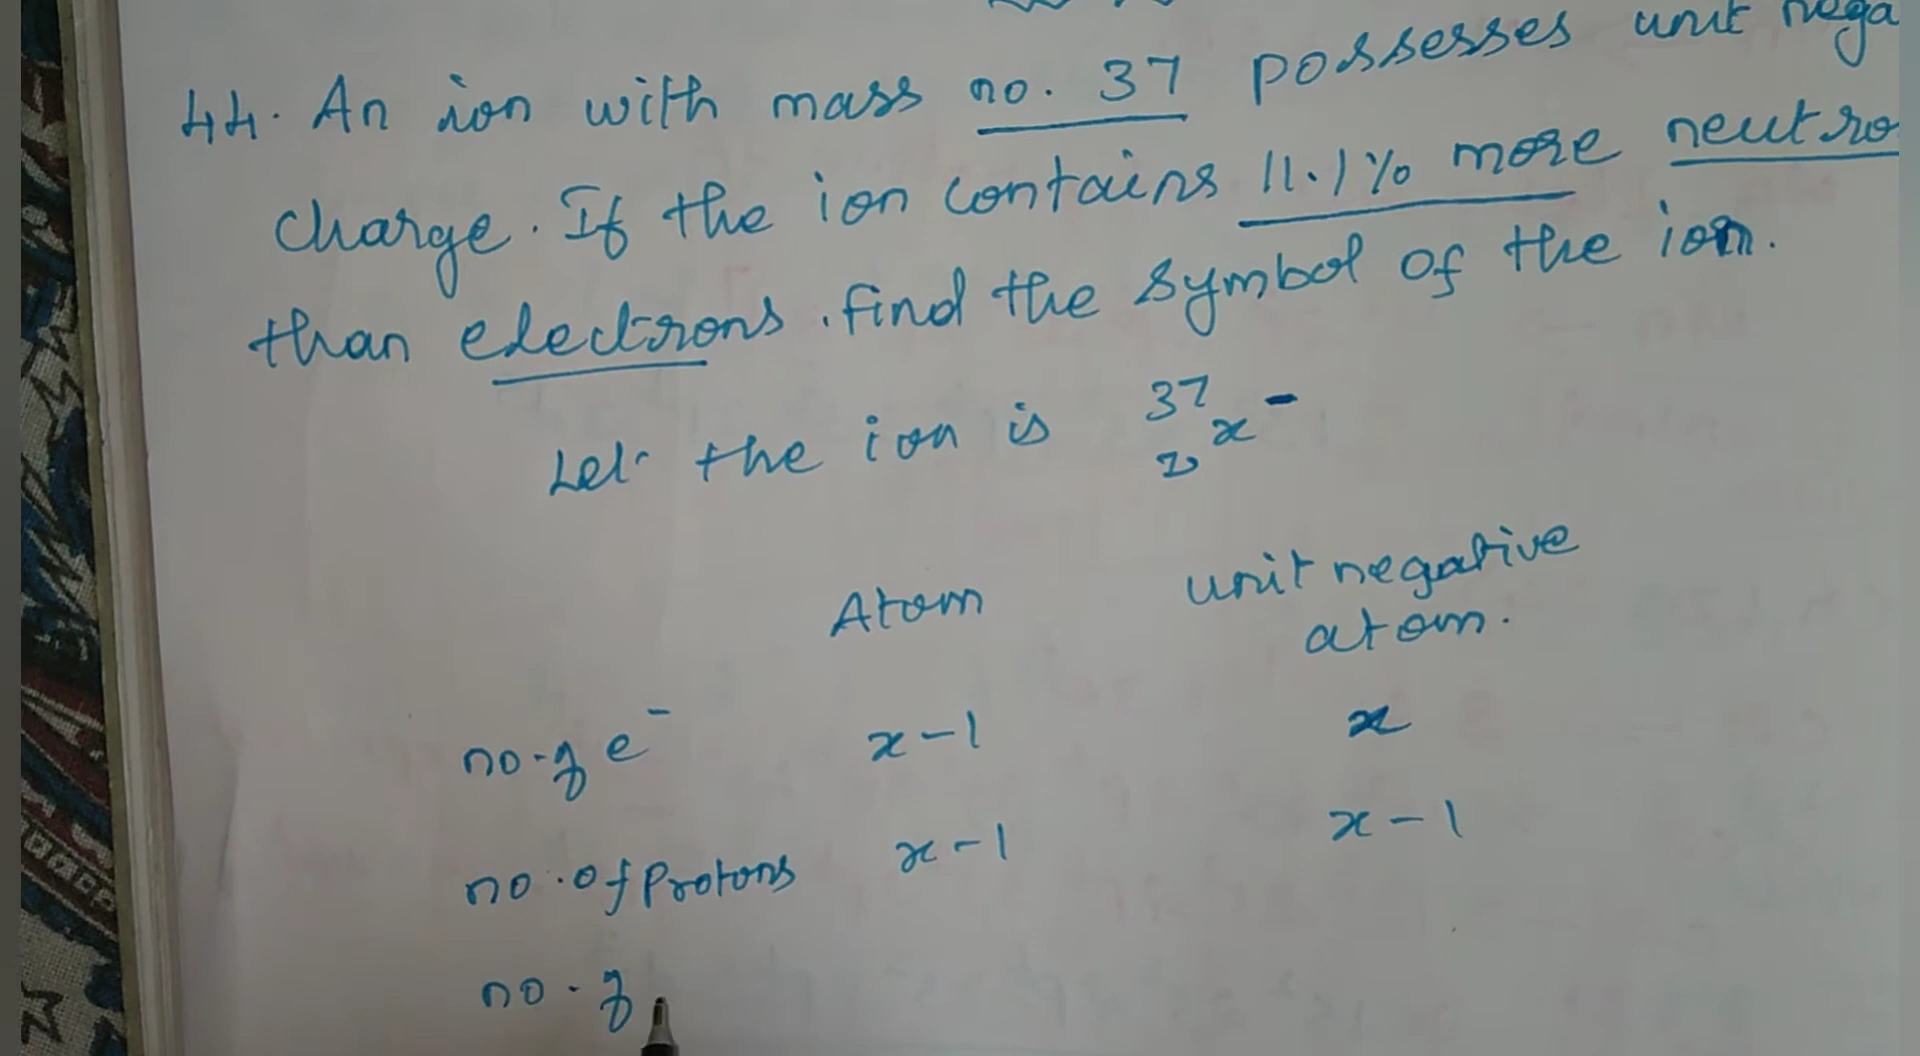 44. An ion with mass no. 37 possesses unit nega
charge. If the ion contains 11.1% more neutro
than electrons. find the symbol of the ion.
Let the ion is 37 x -
z
Atom unit negative
atom.
no. of e- x-1 x
no. of Protons x-1 x-1
no. of